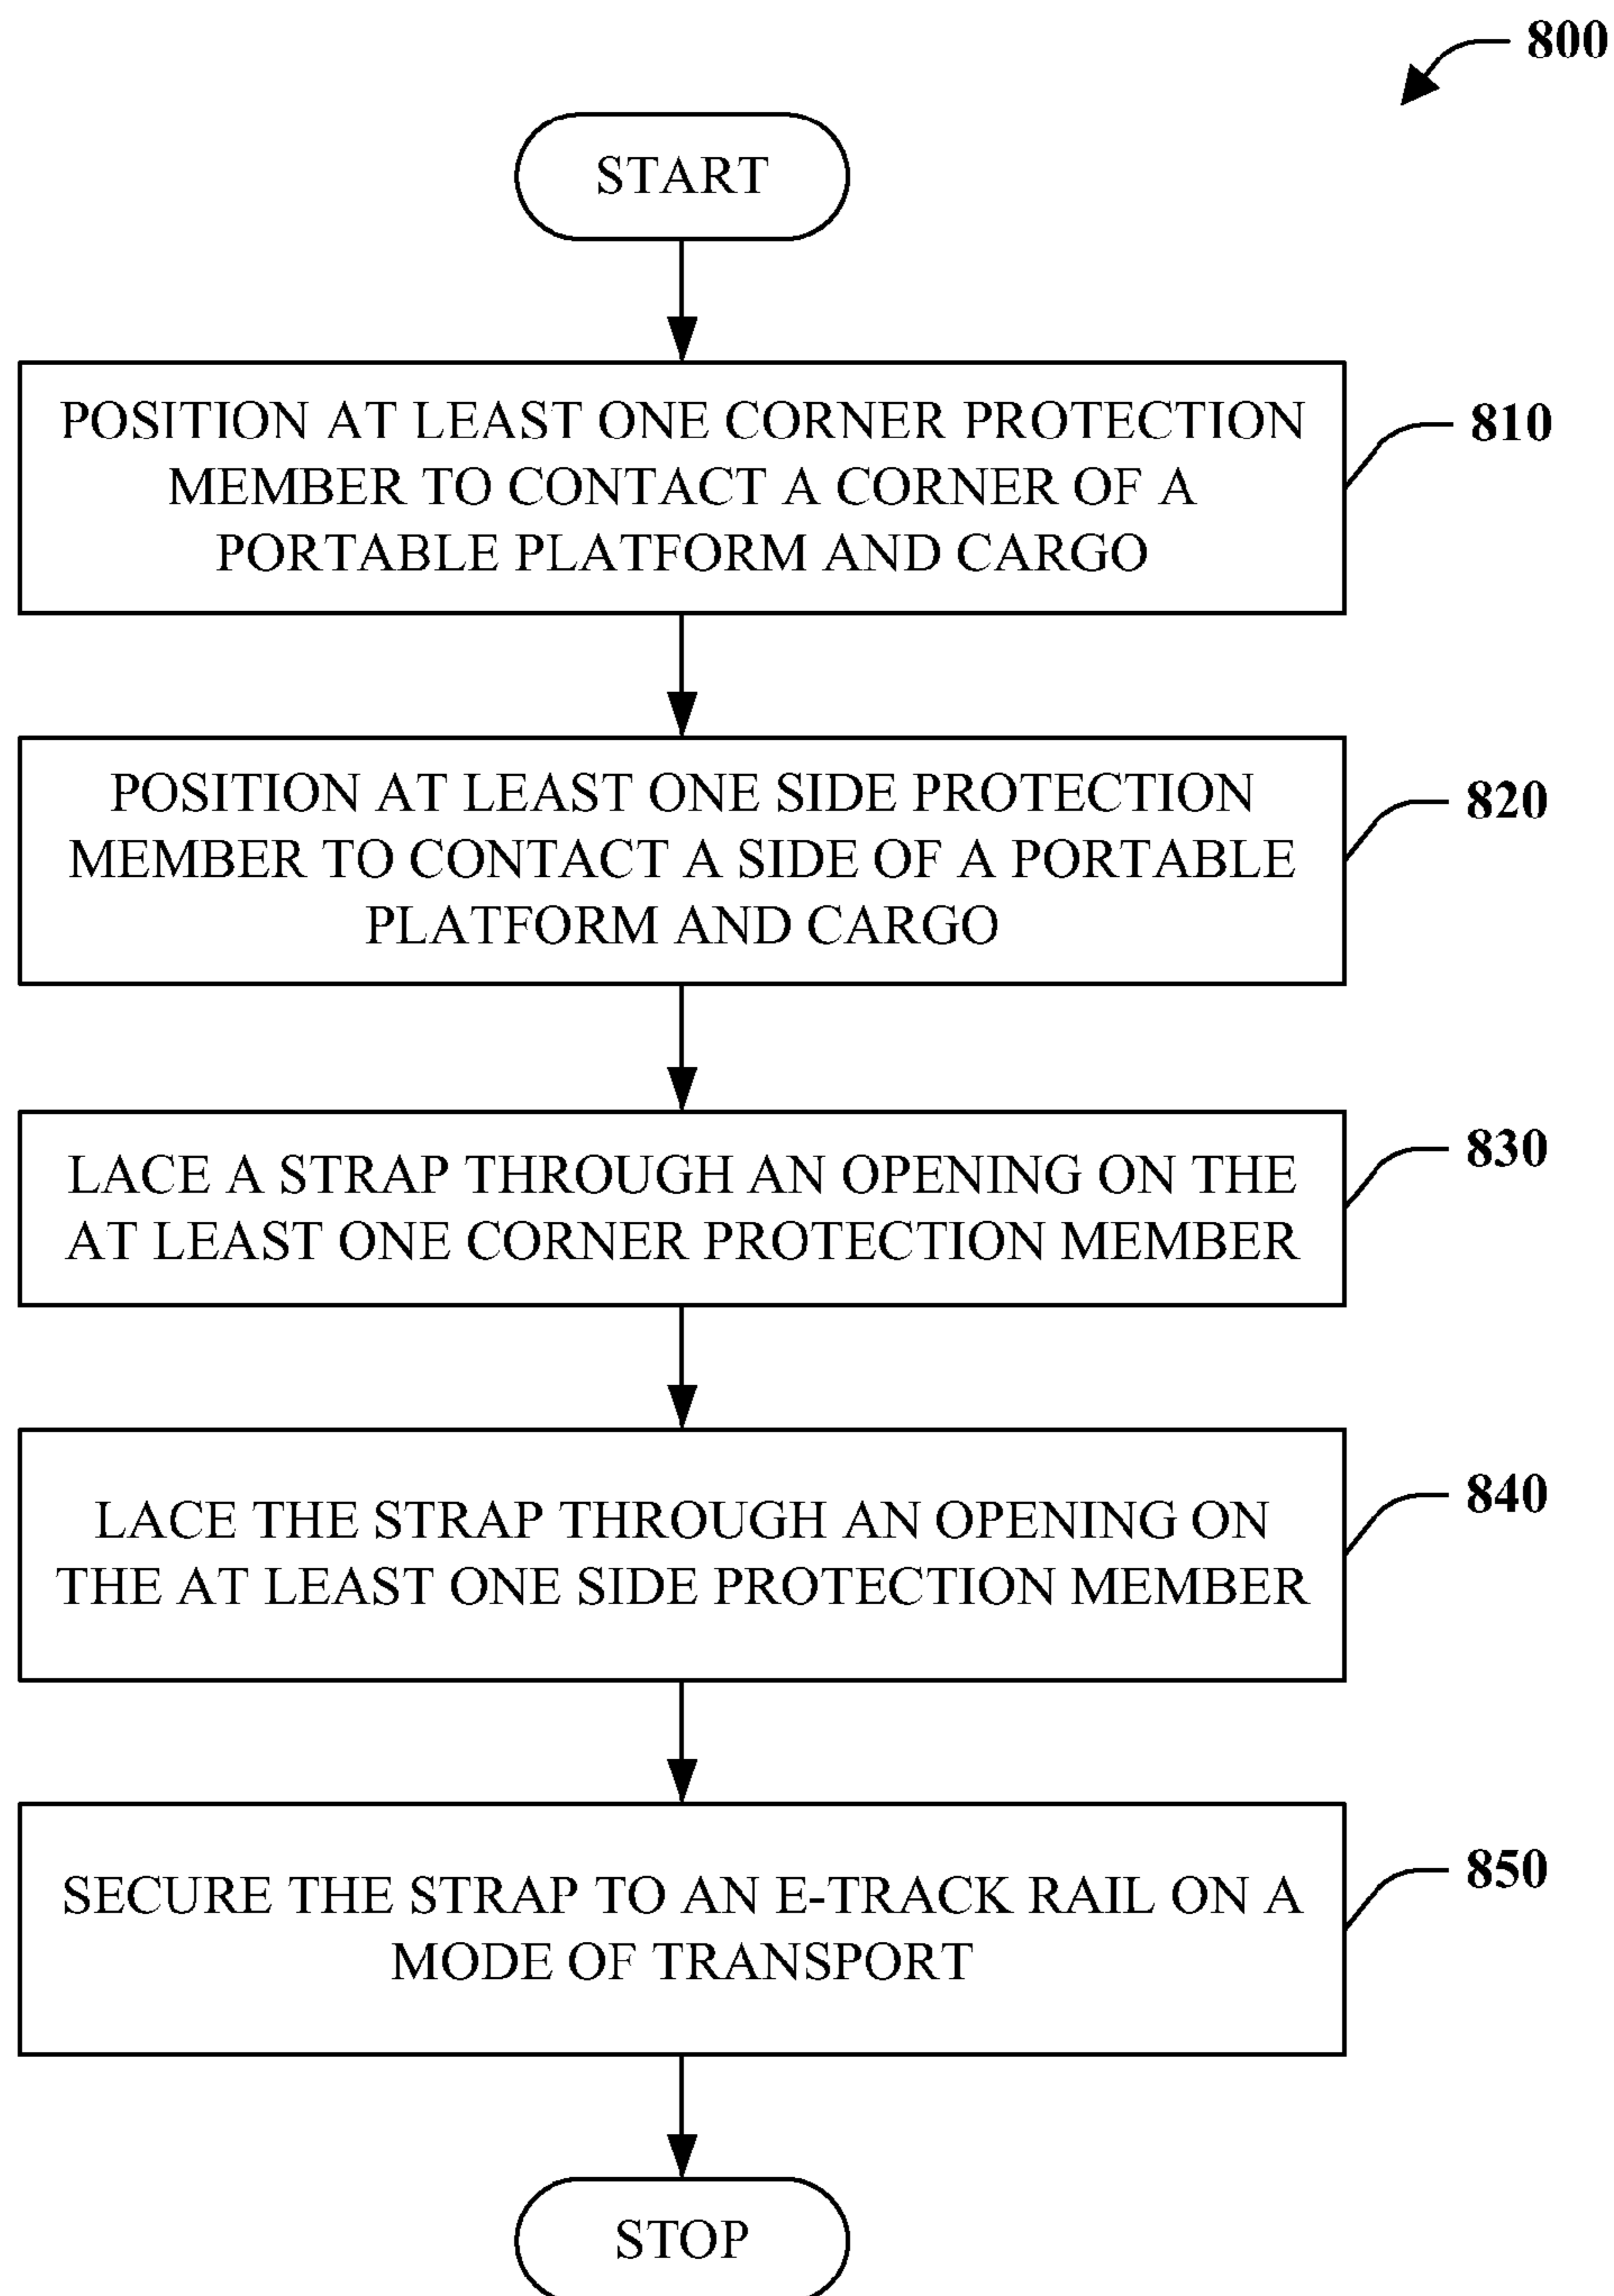 800
START
POSITION AT LEAST ONE CORNER PROTECTION
MEMBER TO CONTACT A CORNER OF A
PORTABLE PLATFORM AND CARGO
810
POSITION AT LEAST ONE SIDE PROTECTION
MEMBER TO CONTACT A SIDE OF A PORTABLE
PLATFORM AND CARGO
820
LACE A STRAP THROUGH AN OPENING ON THE
AT LEAST ONE CORNER PROTECTION MEMBER
830
LACE THE STRAP THROUGH AN OPENING ON
THE AT LEAST ONE SIDE PROTECTION MEMBER
840
SECURE THE STRAP TO AN E-TRACK RAIL ON A
MODE OF TRANSPORT
850
STOP